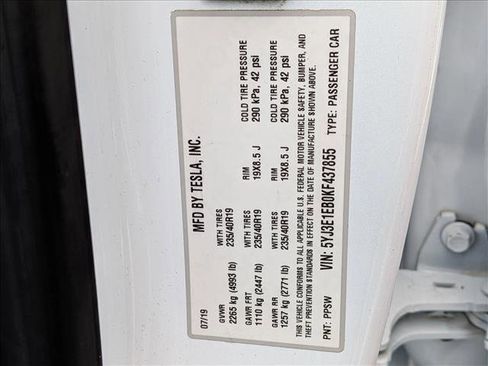 MFD BY TESLA, INC.
07/19
GVWR
2265 kg (4993 lb)
WITH TIRES
235/40R19
RIM
19X8.5 J
COLD TIRE PRESSURE
290 kPa, 42 psi
GAWR FRT
1110 kg (2447 lb)
WITH TIRES
235/40R19
RIM
19X8.5 J
COLD TIRE PRESSURE
290 kPa, 42 psi
GAWR RR
1257 kg (2771 lb)
WITH TIRES
235/40R19
RIM
19X8.5 J
COLD TIRE PRESSURE
290 kPa, 42 psi
THIS VEHICLE CONFORMS TO ALL APPLICABLE U.S. FEDERAL MOTOR VEHICLE SAFETY, BUMPER, AND
THEFT PREVENTION STANDARDS IN EFFECT ON THE DATE OF MANUFACTURE SHOWN ABOVE.
PNT: PPSW VIN: 5YJ3E1EB0KF437855 TYPE: PASSENGER CAR